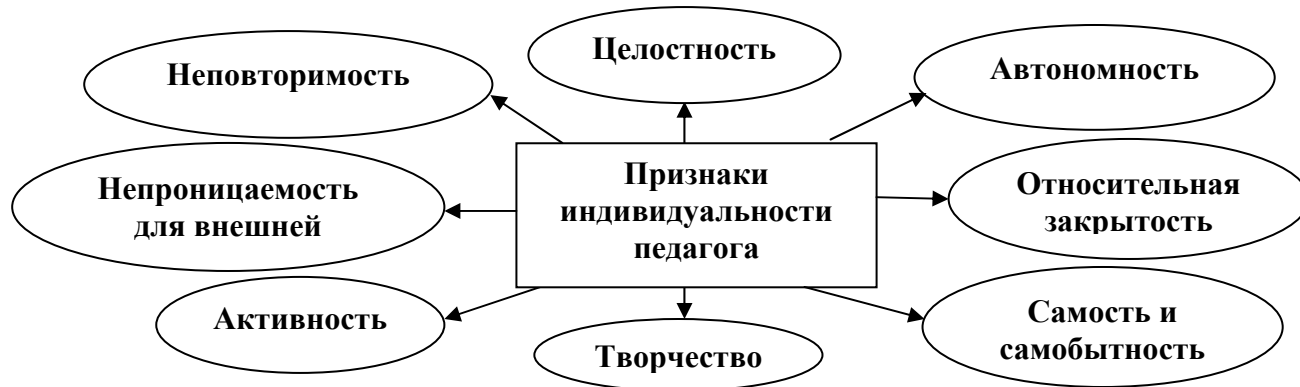 Целостность
Неповторимость
Автономность
Признаки
индивидуальности
педагога
Непроницаемость
для внешней
Относительная
закрытость
Активность
Творчество
Самость и
самобытность